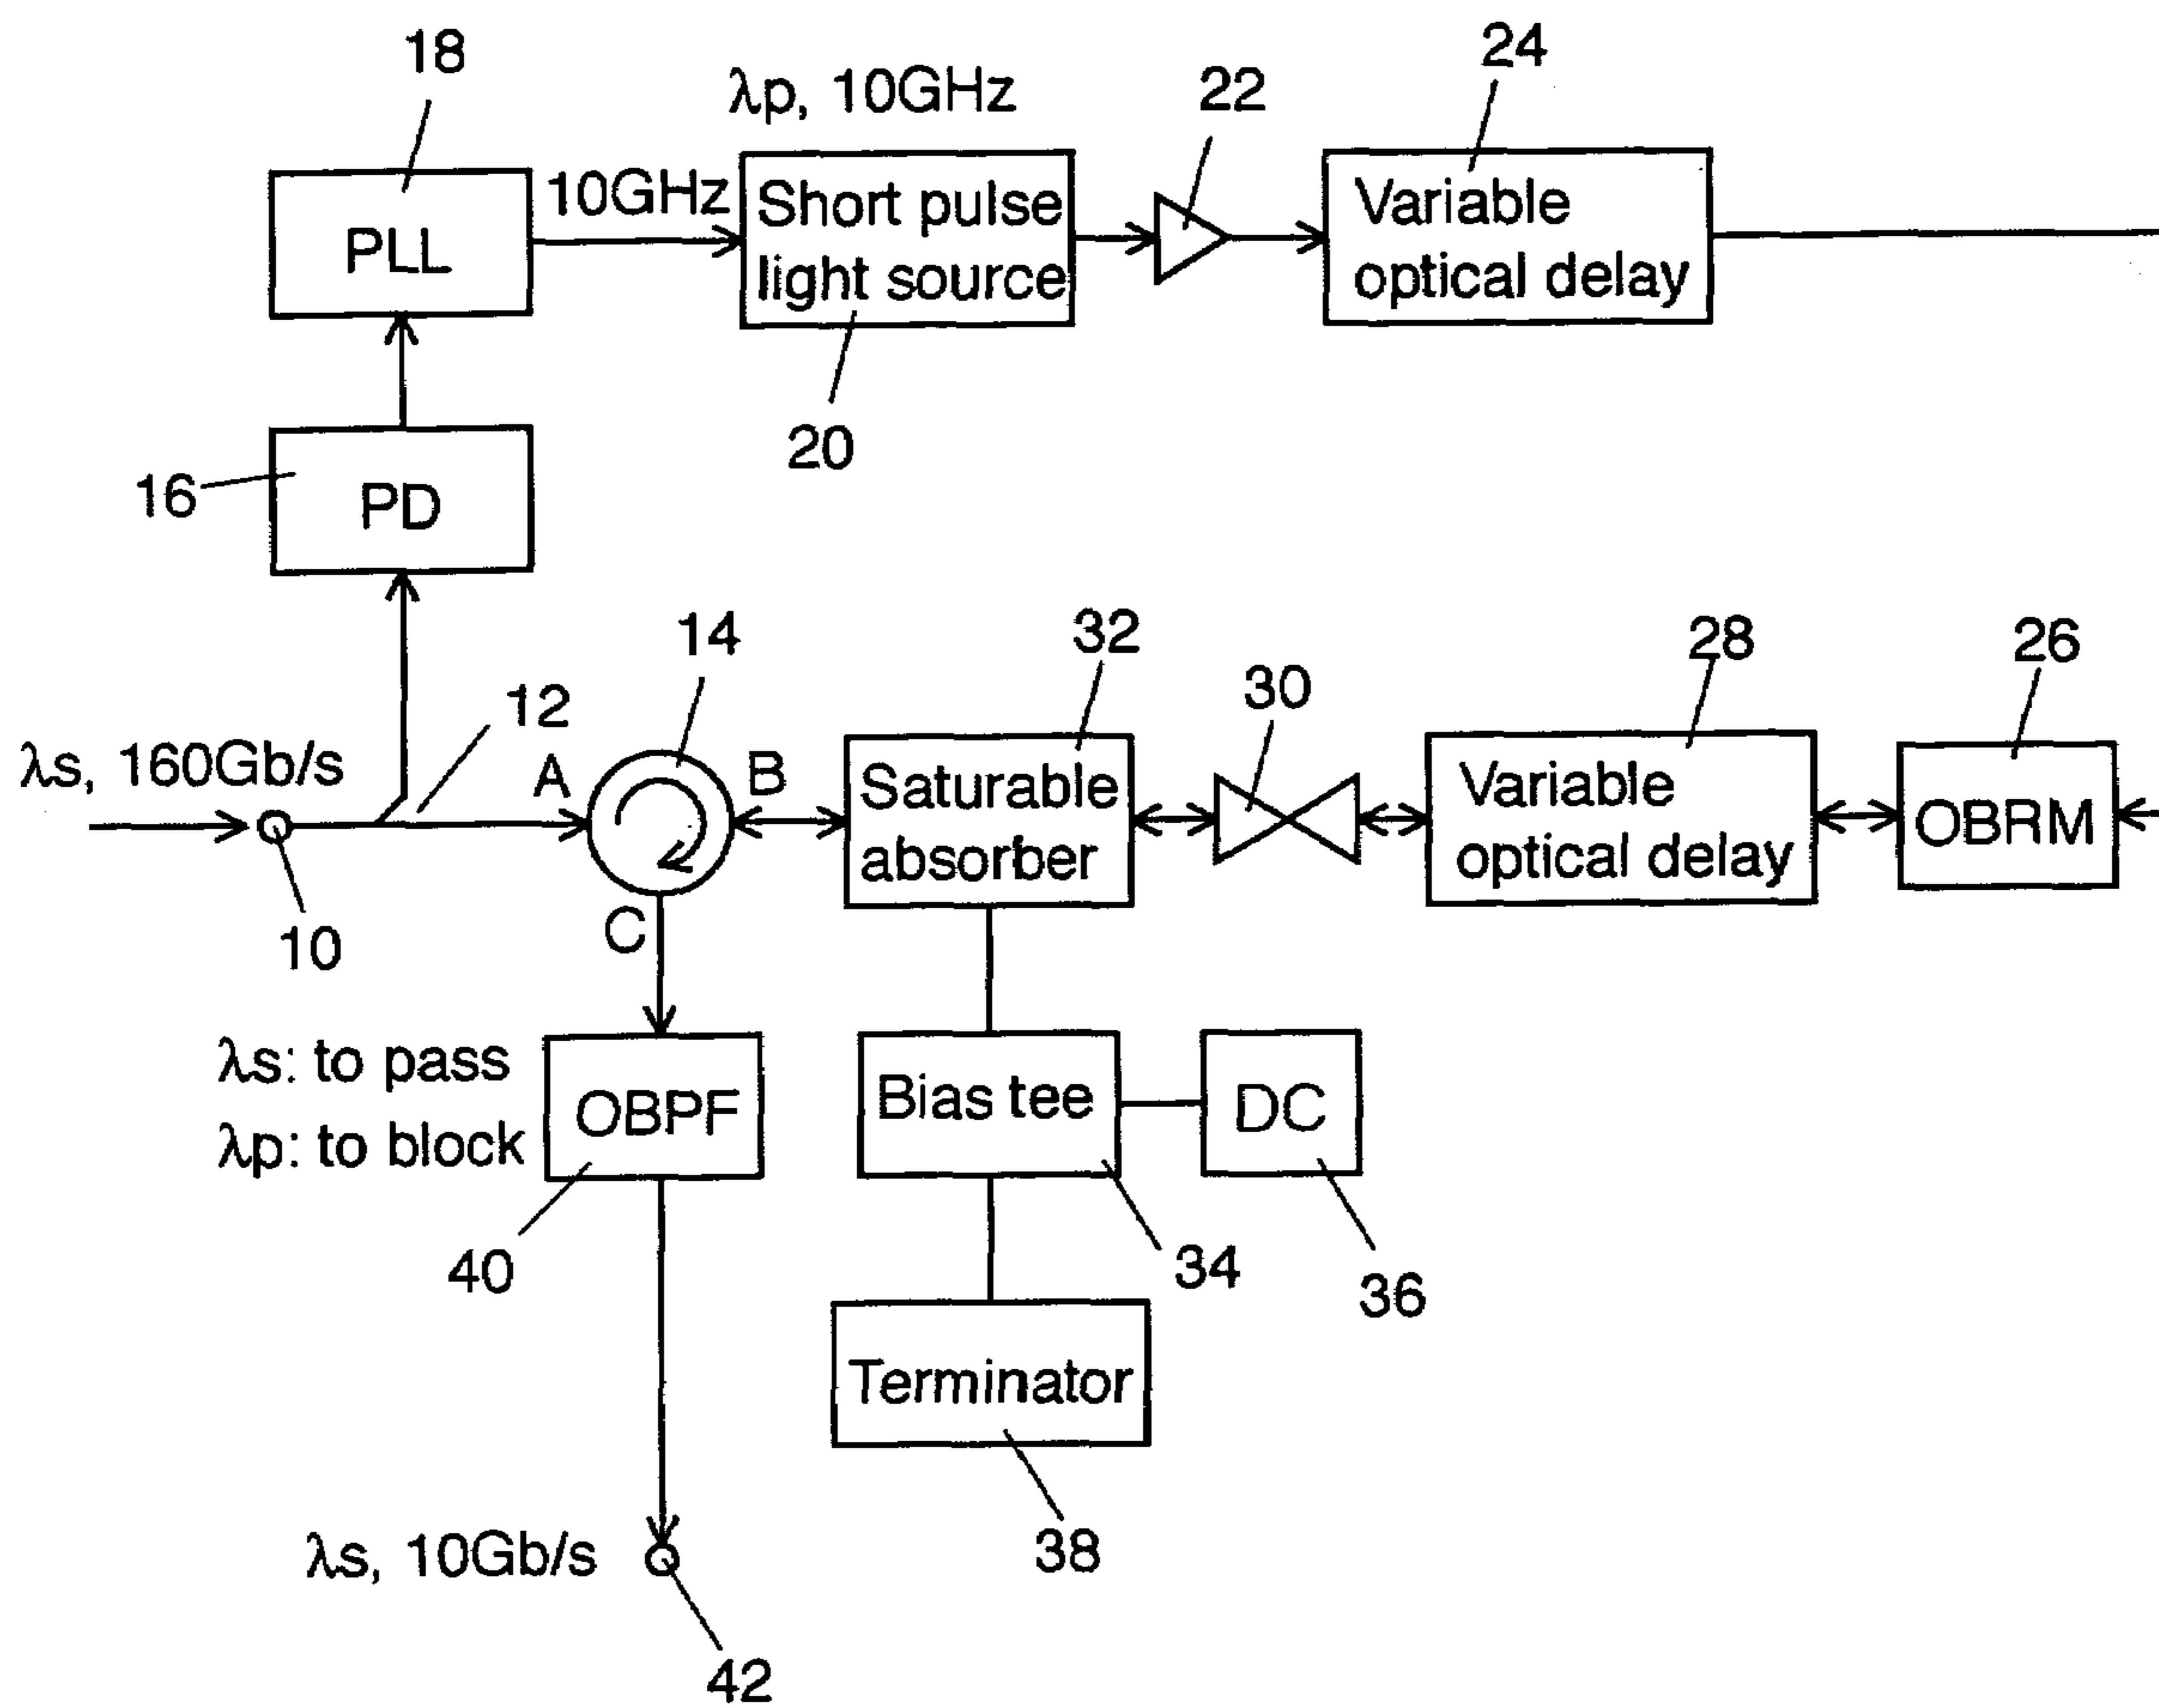 18
λp, 10GHz
22
24
PLL
10GHz
Short pulse
light source
Variable
optical delay
20
16
PD
14
32
28
26
30
12
λs, 160Gb/s
A
B
Saturable
absorber
Variable
optical delay
OBRM
10
C
λs: to pass
λp: to block
OBPF
Bias tee
DC
40
34
36
Terminator
λs, 10Gb/s
38
42